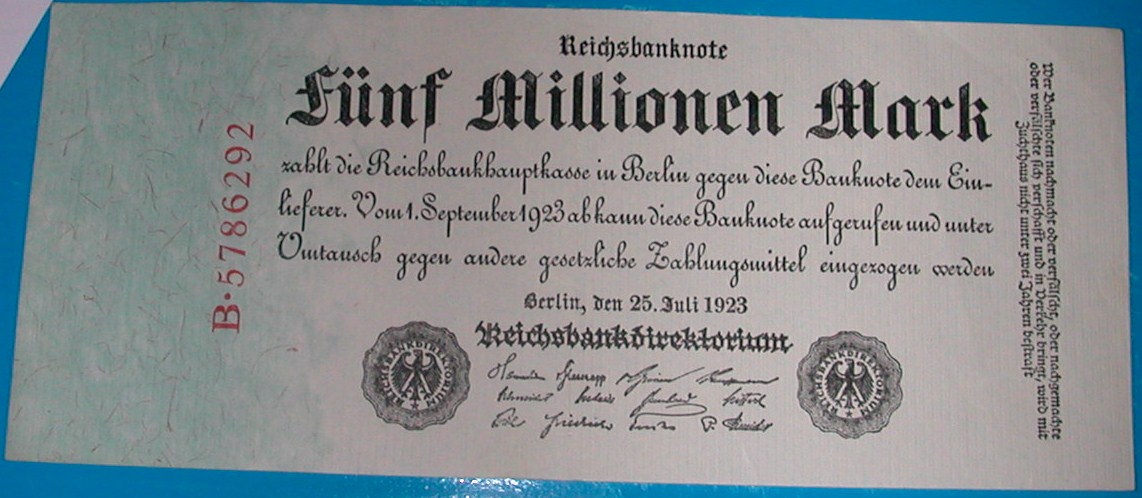 Reichsbanknote
Fünf Millionen Mark
zahlt die Reichsbankhauptkasse in Berlin gegen diese Banknote dem Ein-
lieferer. Vom 1. September 1923 ab kann diese Banknote aufgerufen und unter
Umtausch gegen andere gesetzliche Zahlungsmittel eingezogen werden
Berlin, den 25. Juli 1923
Reichsbankdirektorium
REICHSBANKDIREKTORIUM
REICHSBANKDIREKTORIUM
B·5786292
Wer Banknoten nachmacht oder verfälscht, oder nachgemachte
oder verfälschte sich verschafft und in Verkehr bringt, wird mit
Zuchthaus nicht unter zwei Jahren bestraft